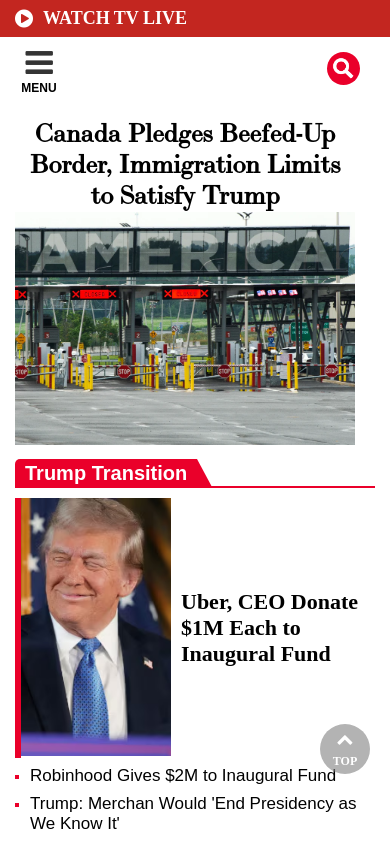 WATCH TV LIVE
MENU
Canada Pledges Beefed-Up
Border, Immigration Limits
to Satisfy Trump
AMERICA
STOP
STOP
STOP
STOP
Trump Transition
Uber, CEO Donate
$1M Each to
Inaugural Fund
TOP
Robinhood Gives $2M to Inaugural Fund
Trump: Merchan Would 'End Presidency as
We Know It'